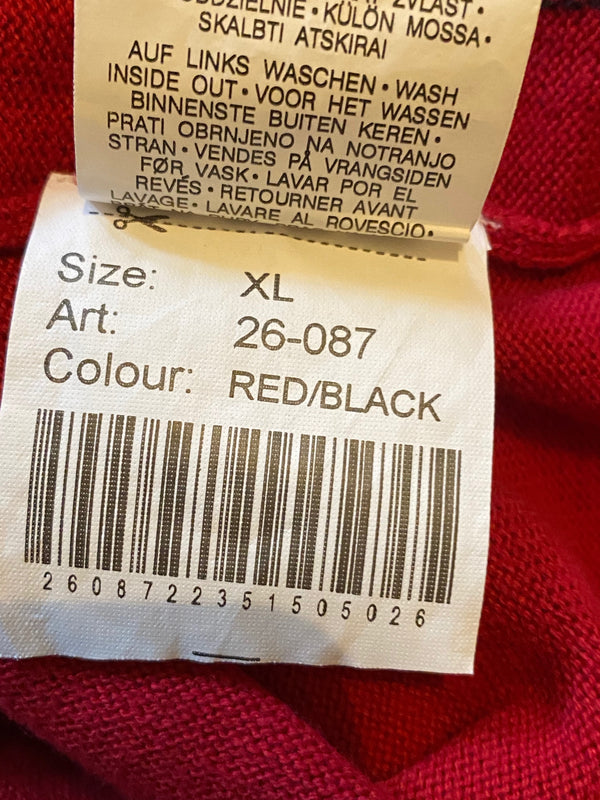 ODDZIELNIE • KÜLÖN MOSSA •
SKALBTI ATSKIRAI
AUF LINKS WASCHEN • WASH
INSIDE OUT • VOOR HET WASSEN
BINNENSTE BUITEN KEREN •
PRATI OBRNJENO NA NOTRANJO
STRAN • VENDES PÅ VRANGSIDEN
FØR VASK • LAVAR POR EL
REVÉS • RETOURNER AVANT
LAVAGE • LAVARE AL ROVESCIO •
Size: XL
Art: 26-087
Colour: RED/BLACK
2608722351505026